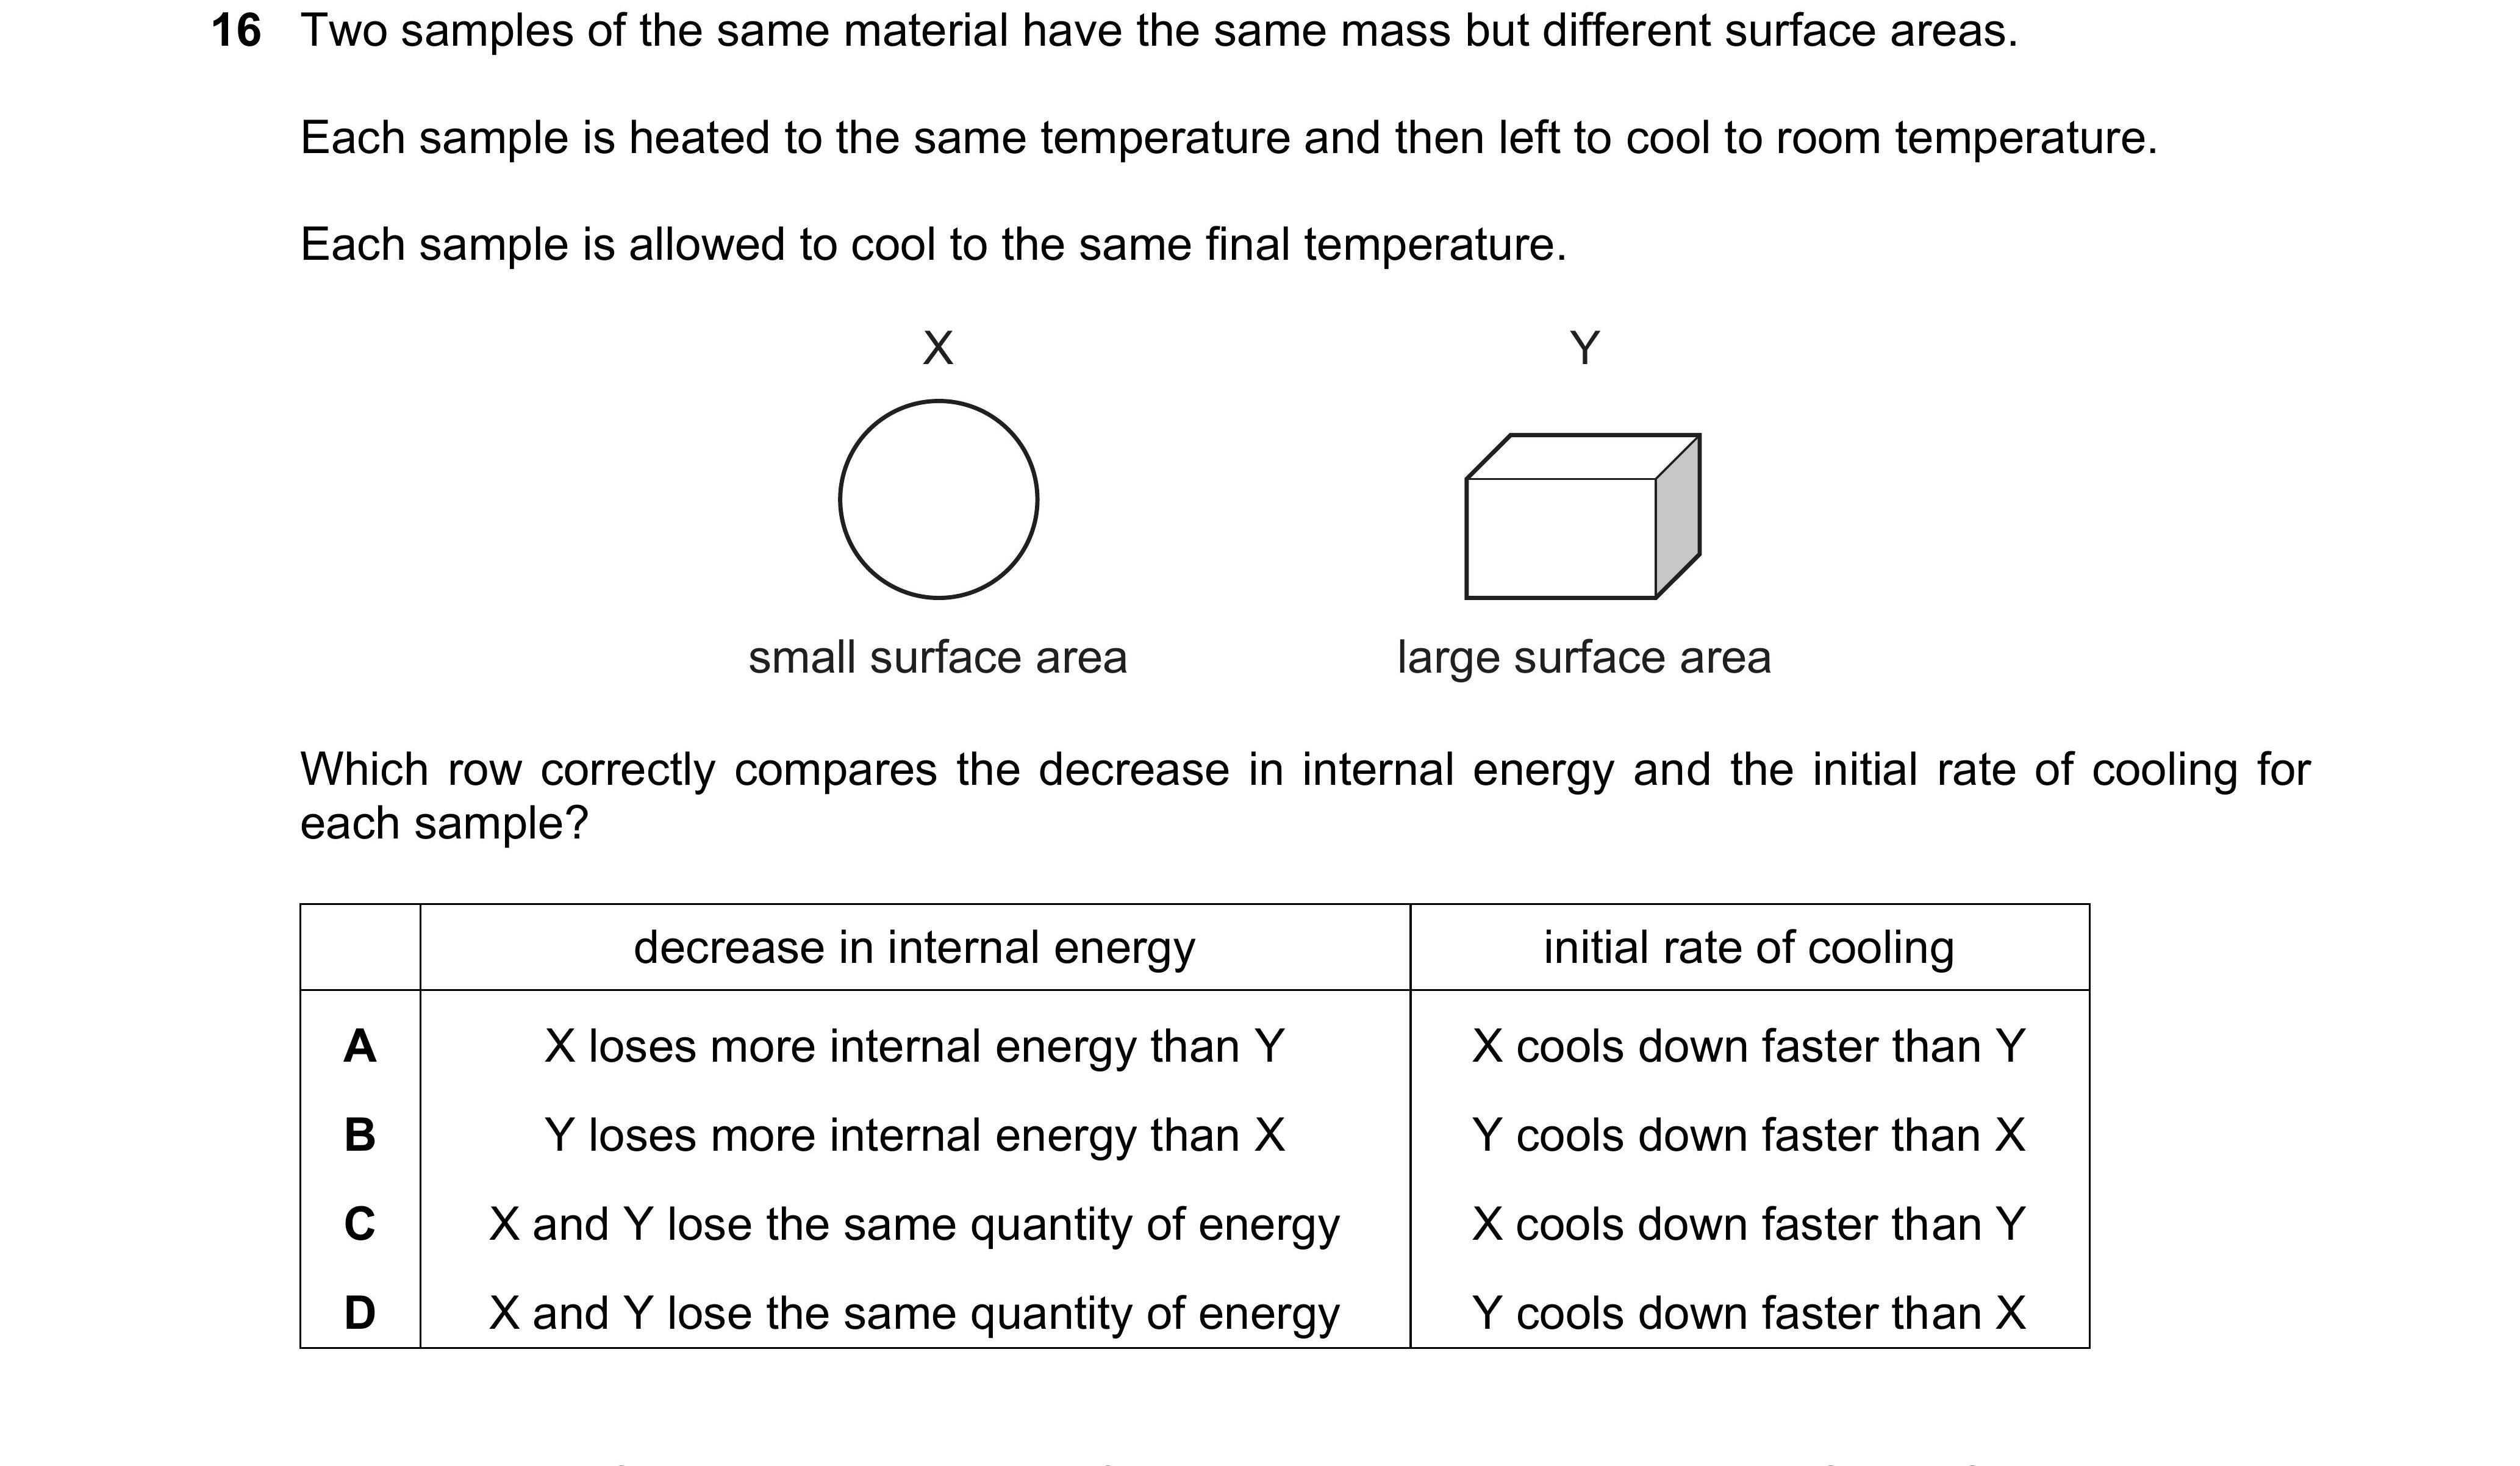 16 Two samples of the same material have the same mass but different surface areas.
Each sample is heated to the same temperature and then left to cool to room temperature.
Each sample is allowed to cool to the same final temperature.
X Y
small surface area large surface area
Which row correctly compares the decrease in internal energy and the initial rate of cooling for
each sample?
decrease in internal energy initial rate of cooling
A X loses more internal energy than Y X cools down faster than Y
B Y loses more internal energy than X Y cools down faster than X
C X and Y lose the same quantity of energy X cools down faster than Y
D X and Y lose the same quantity of energy Y cools down faster than X